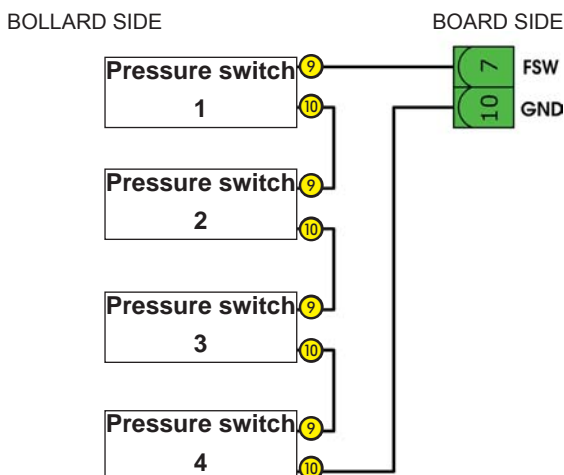 BOLLARD SIDE BOARD SIDE
Pressure switch 9 7 FSW
1 10 10 GND
Pressure switch 9
2 10
Pressure switch 9
3 10
Pressure switch 9
4 10